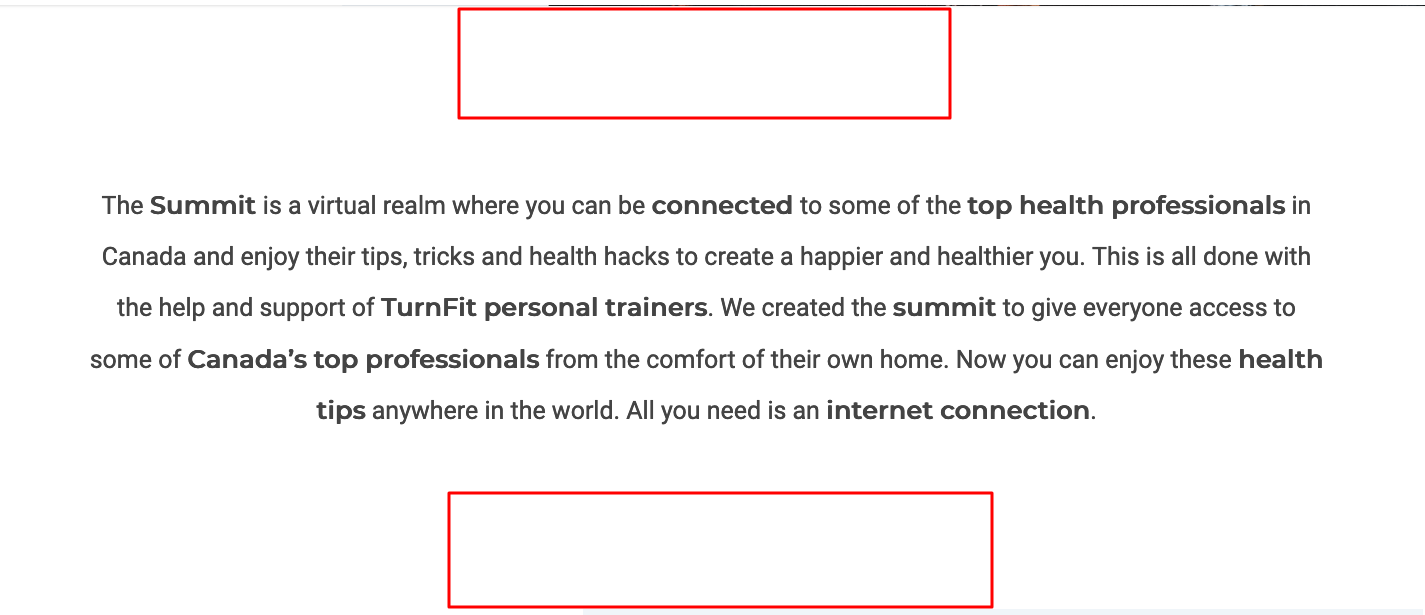 The Summit is a virtual realm where you can be connected to some of the top health professionals in
Canada and enjoy their tips, tricks and health hacks to create a happier and healthier you. This is all done with
the help and support of TurnFit personal trainers. We created the summit to give everyone access to
some of Canada’s top professionals from the comfort of their own home. Now you can enjoy these health
tips anywhere in the world. All you need is an internet connection.